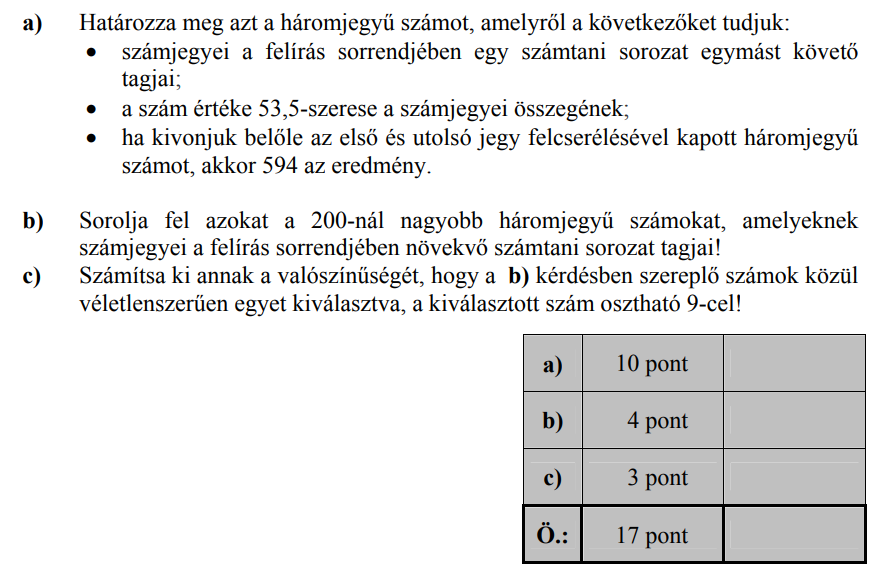 a) Határozza meg azt a háromjegyű számot, amelyről a következőket tudjuk:
• számjegyei a felírás sorrendjében egy számtani sorozat egymást követő
tagjai;
• a szám értéke 53,5-szerese a számjegyei összegének;
• ha kivonjuk belőle az első és utolsó jegy felcserélésével kapott háromjegyű
számot, akkor 594 az eredmény.
b) Sorolja fel azokat a 200-nál nagyobb háromjegyű számokat, amelyeknek
számjegyei a felírás sorrendjében növekvő számtani sorozat tagjai!
c) Számítsa ki annak a valószínűségét, hogy a b) kérdésben szereplő számok közül
véletlenszerűen egyet kiválasztva, a kiválasztott szám osztható 9-cel!
a) 10 pont
b) 4 pont
c) 3 pont
Ö.: 17 pont